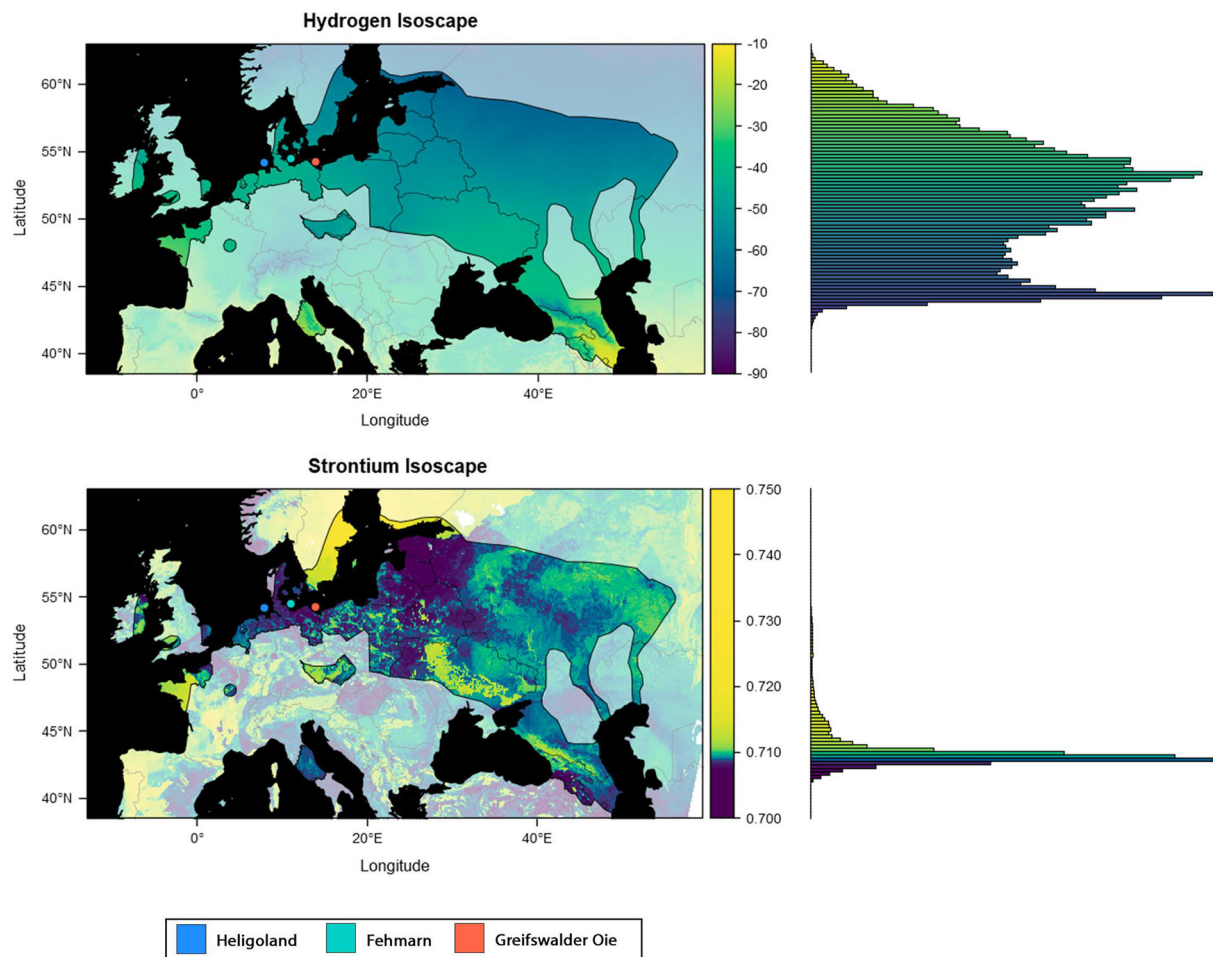 Hydrogen Isoscape
Latitude
60°N
55°N
50°N
45°N
40°N
0°
20°E
40°E
Longitude
-10
-20
-30
-40
-50
-60
-70
-80
-90
Strontium Isoscape
Latitude
60°N
55°N
50°N
45°N
40°N
0°
20°E
40°E
Longitude
0.750
0.740
0.730
0.720
0.710
0.700
Heligoland
Fehmarn
Greifswalder Oie